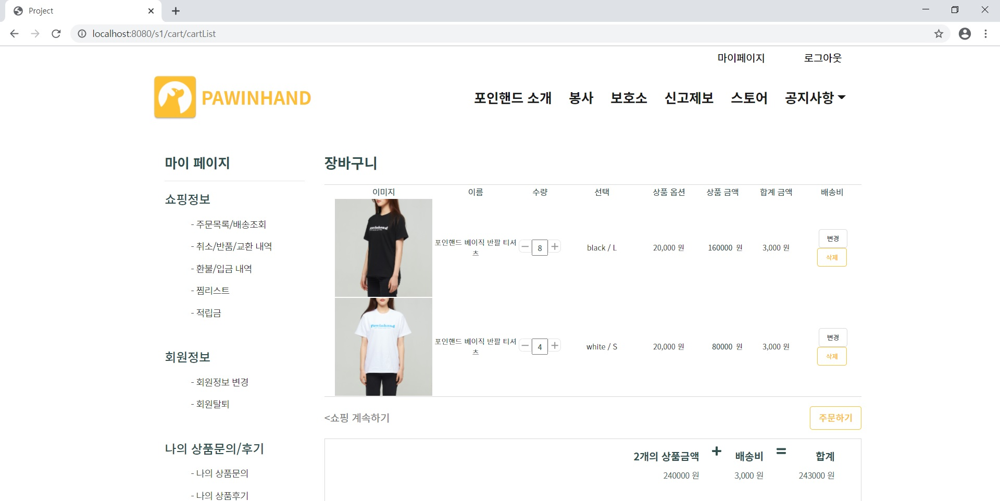 Project
localhost:8080/s1/cart/cartList
마이페이지 로그아웃
PAWINHAND
포인핸드 소개 봉사 보호소 신고제보 스토어 공지사항
마이 페이지
쇼핑정보
- 주문목록/배송조회
- 취소/반품/교환 내역
- 환불/입금 내역
- 찜리스트
- 적립금
회원정보
- 회원정보 변경
- 회원탈퇴
나의 상품문의/후기
- 나의 상품문의
- 나의 상품후기
장바구니
이미지 이름 수량 선택 상품 옵션 상품 금액 합계 금액 배송비
pawinhand
포인핸드 베이직 반팔 티셔
츠
8 black / L 20,000 원 160000 원 3,000 원
변경
삭제
Pawinhand
포인핸드 베이직 반팔 티셔
츠
4 white / S 20,000 원 80000 원 3,000 원
변경
삭제
<쇼핑 계속하기 주문하기
2개의 상품금액 + 배송비 = 합계
240000 원 3,000 원 243000 원